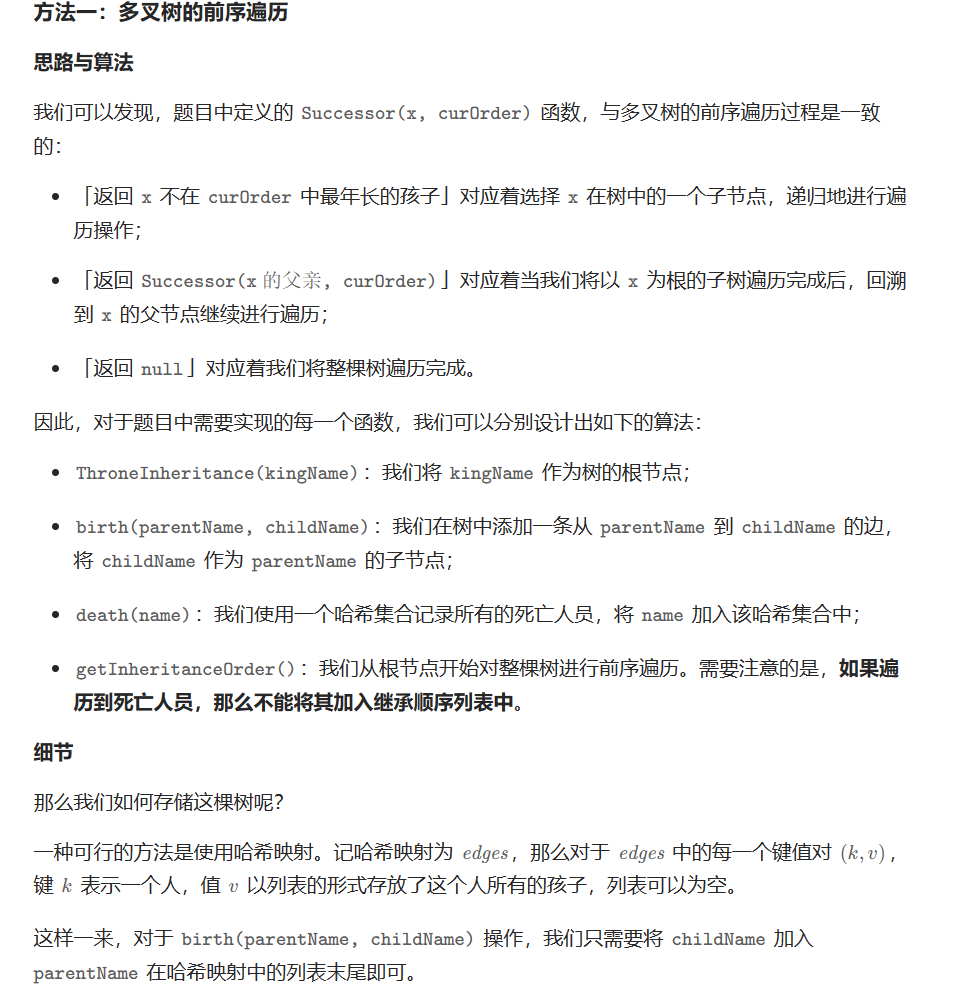 方法一：多叉树的前序遍历
思路与算法
我们可以发现，题目中定义的 Successor(x, curOrder) 函数，与多叉树的前序遍历过程是一致
的：
• 「返回 x 不在 curOrder 中最年长的孩子」对应着选择 x 在树中的一个子节点，递归地进行遍
历操作；
• 「返回 Successor(x 的父亲, curOrder)」对应着当我们将以 x 为根的子树遍历完成后，回溯
到 x 的父节点继续进行遍历；
• 「返回 null」对应着我们将整棵树遍历完成。
因此，对于题目中需要实现的每一个函数，我们可以分别设计出如下的算法：
• ThroneInheritance(kingName)：我们将 kingName 作为树的根节点；
• birth(parentName, childName)：我们在树中添加一条从 parentName 到 childName 的边，
将 childName 作为 parentName 的子节点；
• death(name)：我们使用一个哈希集合记录所有的死亡人员，将 name 加入该哈希集合中；
• getInheritanceOrder()：我们从根节点开始对整棵树进行前序遍历。需要注意的是，如果遍
历到死亡人员，那么不能将其加入继承顺序列表中。
细节
那么我们如何存储这棵树呢？
一种可行的方法是使用哈希映射。记哈希映射为 edges，那么对于 edges 中的每一个键值对 (k, v)，
键 k 表示一个人，值 v 以列表的形式存放了这个人所有的孩子，列表可以为空。
这样一来，对于 birth(parentName, childName) 操作，我们只需要将 childName 加入
parentName 在哈希映射中的列表末尾即可。